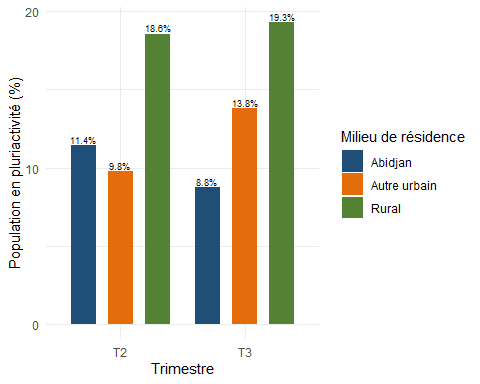 20
10
0
Population en pluriactivité (%)
11.4%
9.8%
18.6%
8.8%
13.8%
19.3%
T2
T3
Trimestre
Milieu de résidence
Abidjan
Autre urbain
Rural